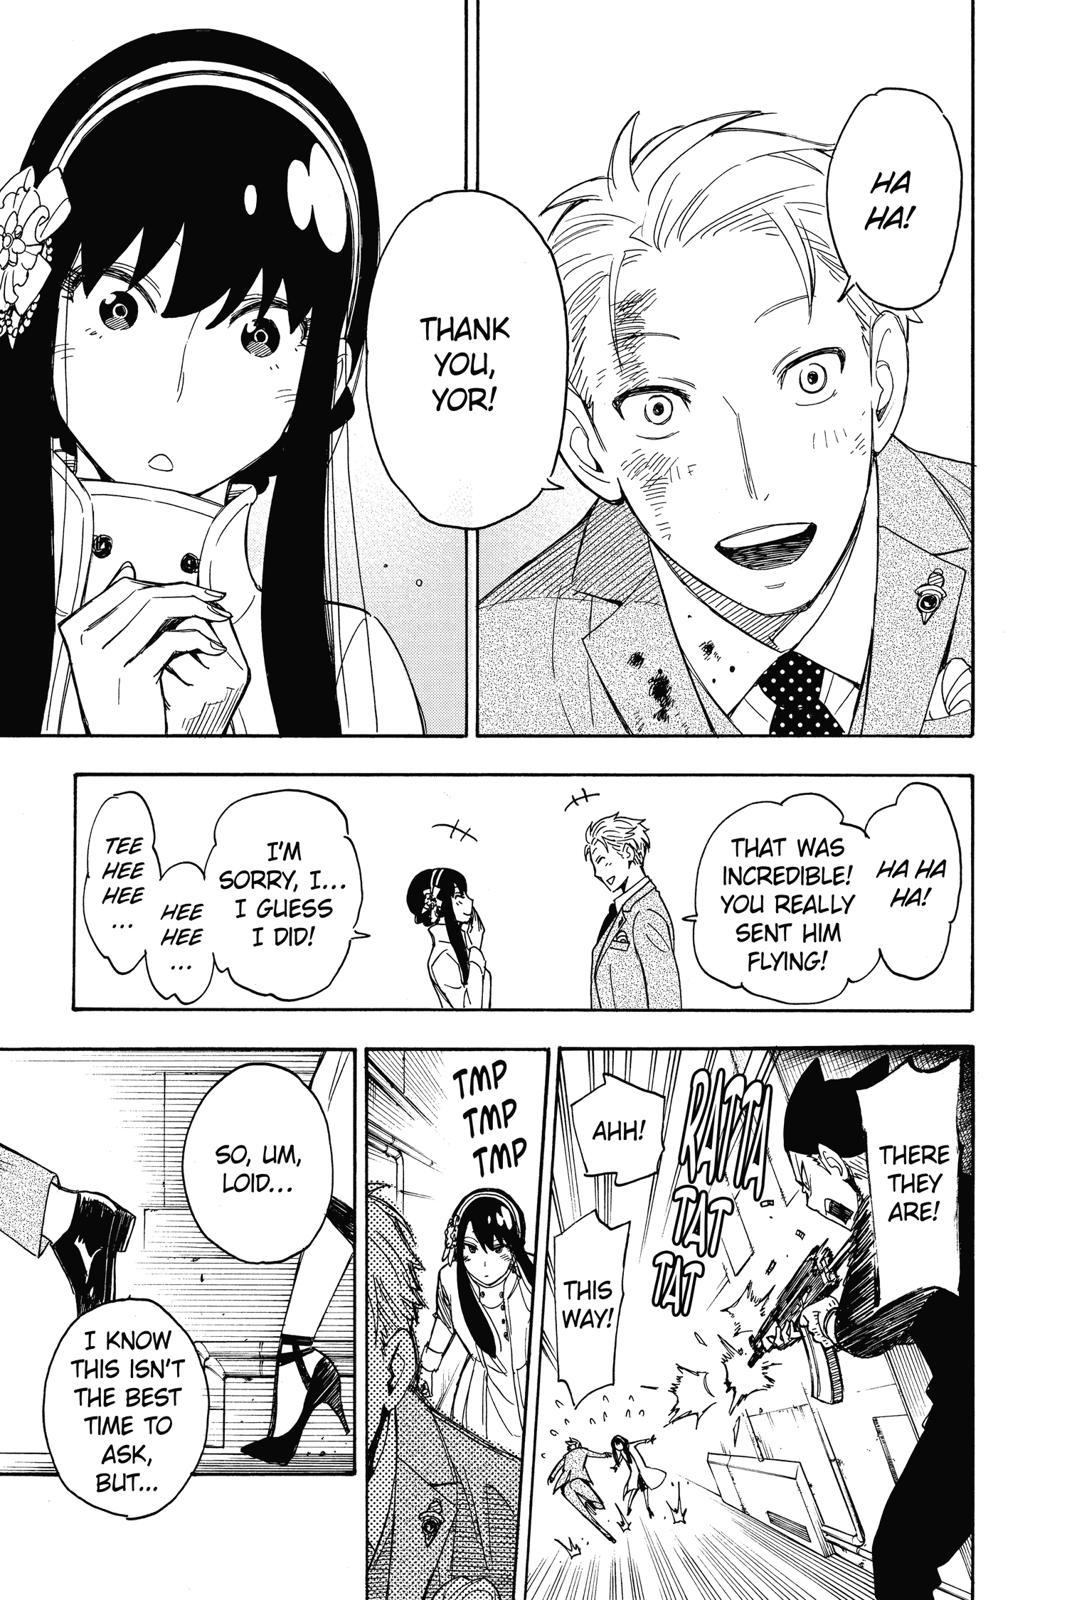 HA
HA!
THANK
YOU,
YOR!
HA HA
HA!
THAT WAS
INCREDIBLE!
YOU REALLY
SENT HIM
FLYING!
I'M
SORRY, I...
I GUESS
I DID!
HEE
HEE
...
TEE
HEE
HEE
...
THERE
THEY
ARE!
RATTA
TAT
TAT
TAT
AHH!
THIS
WAY!
TMP
TMP
TMP
SO, UM,
LOID...
I KNOW
THIS ISN'T
THE BEST
TIME TO
ASK,
BUT...